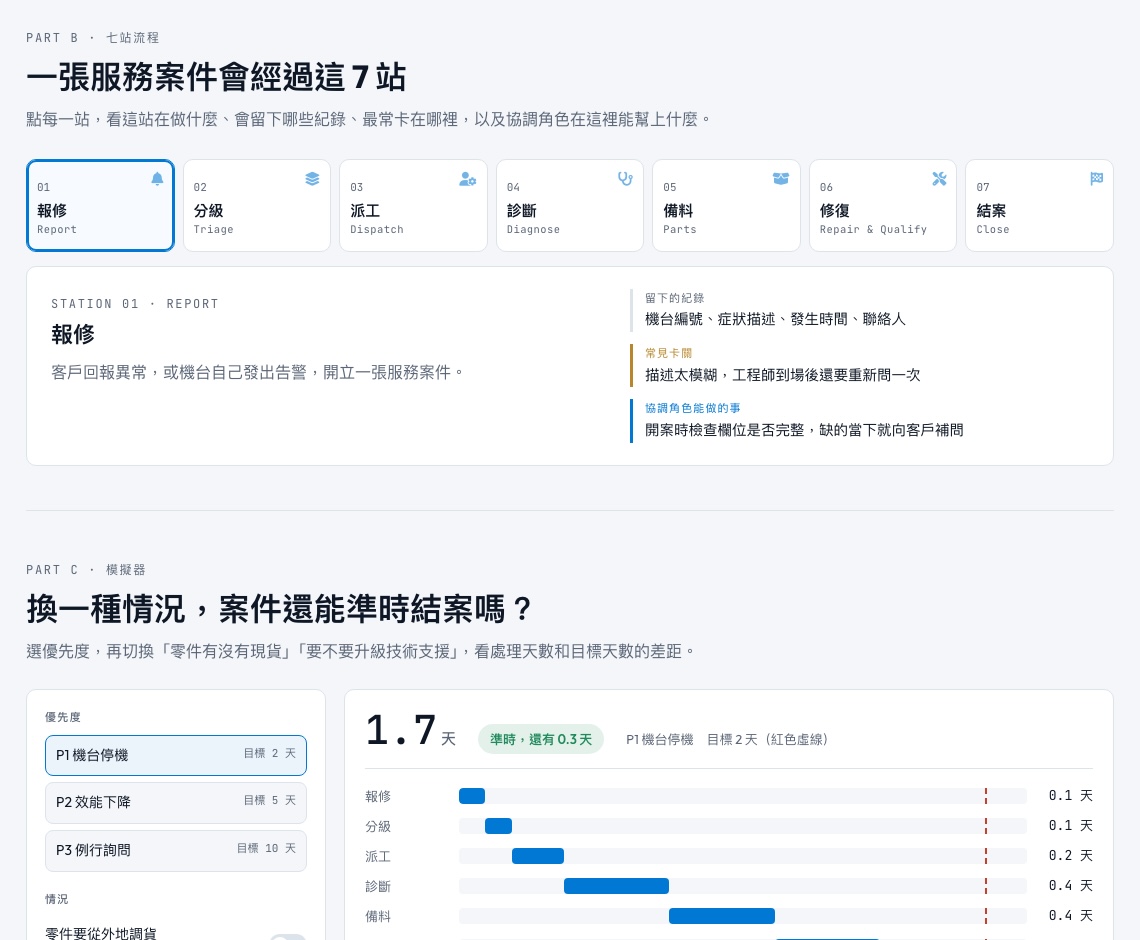 PART B · 七站流程
一張服務案件會經過這 7 站
點每一站，看這站在做什麼、會留下哪些紀錄、最常卡在哪裡，以及協調角色在這裡能幫上什麼。
01
報修
Report
02
分級
Triage
03
派工
Dispatch
04
診斷
Diagnose
05
備料
Parts
06
修復
Repair & Qualify
07
結案
Close
STATION 01 · REPORT
報修
客戶回報異常，或機台自己發出告警，開立一張服務案件。
留下的紀錄
機台編號、症狀描述、發生時間、聯絡人
常見卡關
描述太模糊，工程師到場後還要重新問一次
協調角色能做的事
開案時檢查欄位是否完整，缺的當下就向客戶補問
PART C · 模擬器
換一種情況，案件還能準時結案嗎？
選優先度，再切換「零件有沒有現貨」「要不要升級技術支援」，看處理天數和目標天數的差距。
優先度
P1 機台停機 目標 2 天
P2 效能下降 目標 5 天
P3 例行詢問 目標 10 天
情況
零件要從外地調貨
1.7 天 準時，還有 0.3 天 P1 機台停機 目標 2 天（紅色虛線）
報修 0.1 天
分級 0.1 天
派工 0.2 天
診斷 0.4 天
備料 0.4 天